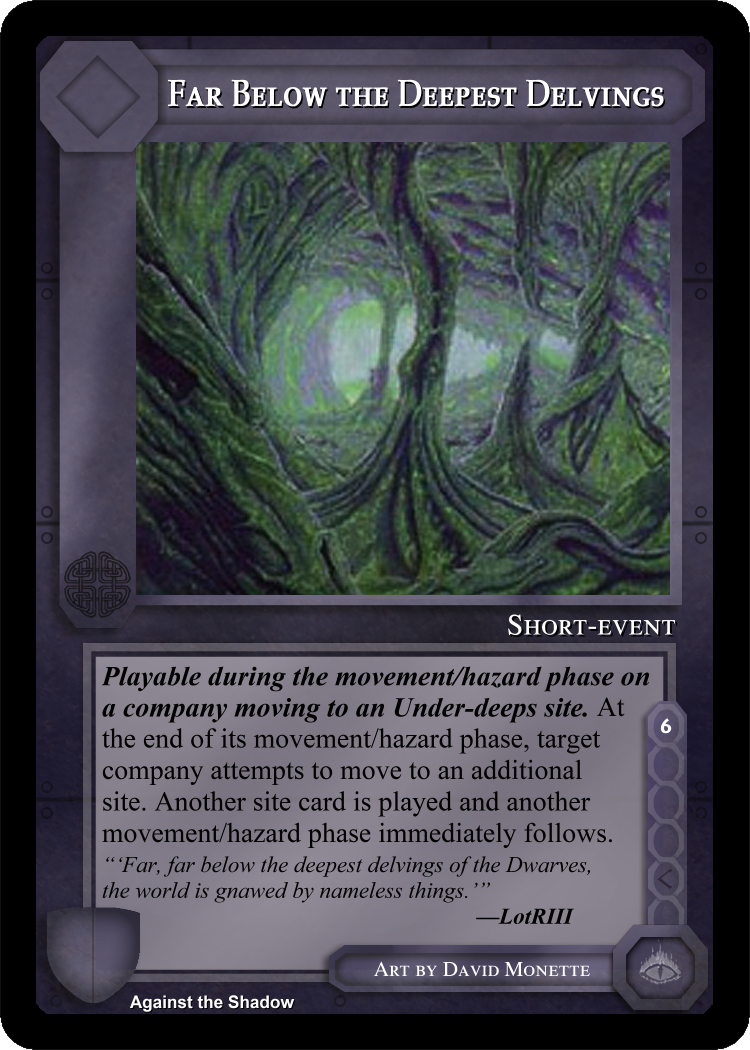 Far Below the Deepest Delvings
Short-event
Playable during the movement/hazard phase on
a company moving to an Under-deeps site. At
the end of its movement/hazard phase, target
company attempts to move to an additional
site. Another site card is played and another
movement/hazard phase immediately follows.
“‘Far, far below the deepest delvings of the Dwarves,
the world is gnawed by nameless things.’”
—LotRIII
6
Art by David Monette
Against the Shadow